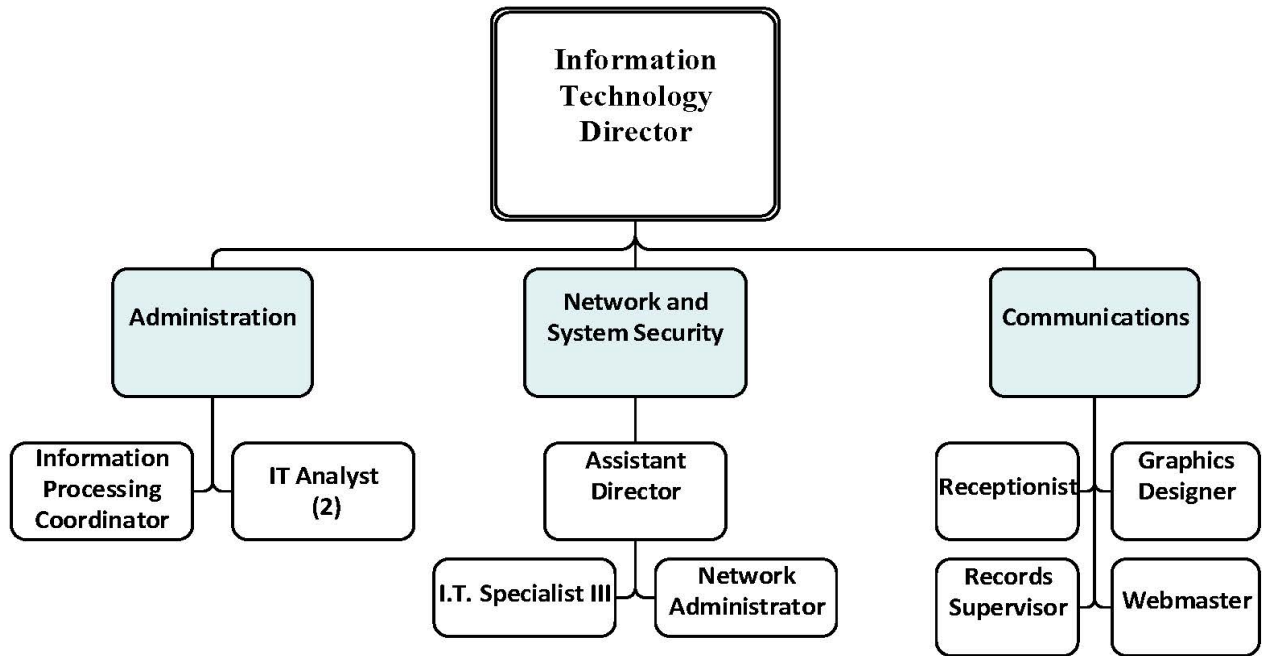 Information
Technology
Director
Administration
Network and
System Security
Communications
Information
Processing
Coordinator
IT Analyst
(2)
Assistant
Director
Receptionist
Graphics
Designer
I.T. Specialist III
Network
Administrator
Records
Supervisor
Webmaster